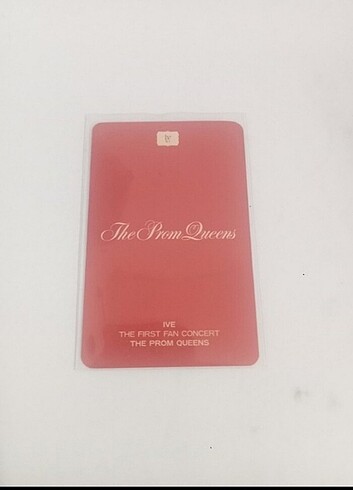 The Prom Queens
IVE
THE FIRST FAN CONCERT
THE PROM QUEENS